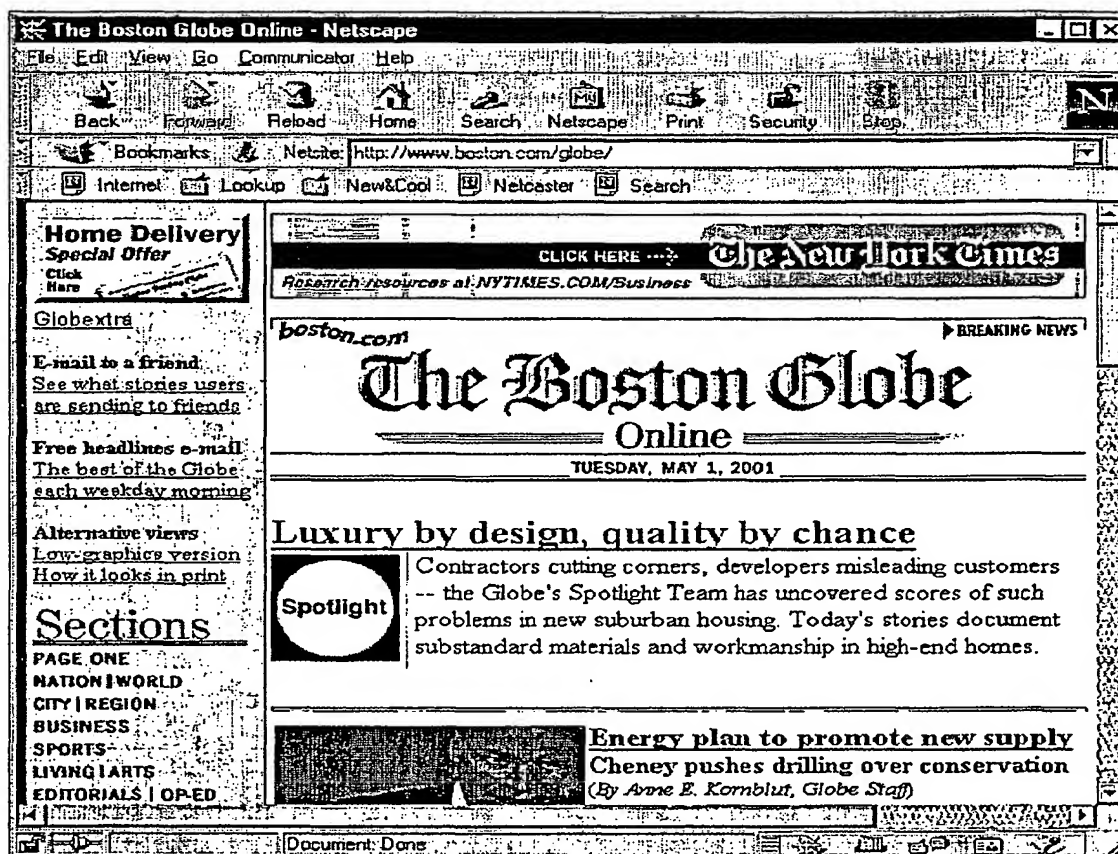 The Boston Globe Online - Netscape
File Edit View Go Communicator Help
Back Forward Reload Home Search Netscape Print Security Stop
N
Bookmarks Netsite: http://www.boston.com/globe/
Internet Lookup New&Cool Netcaster Search
Home Delivery
Special Offer
Click
Here
Globextra
E-mail to a friend
See what stories users
are sending to friends
Free headlines e-mail
The best of the Globe
each weekday morning
Alternative views
Low-graphics version
How it looks in print
Sections
PAGE ONE
NATION | WORLD
CITY | REGION
BUSINESS
SPORTS
LIVING | ARTS
EDITORIALS | OP-ED
CLICK HERE ---> The New York Times
Research resources at NYTIMES.COM/Business
boston.com
BREAKING NEWS
The Boston Globe
Online
TUESDAY, MAY 1, 2001
Luxury by design, quality by chance
Spotlight
Contractors cutting corners, developers misleading customers
-- the Globe's Spotlight Team has uncovered scores of such
problems in new suburban housing. Today's stories document
substandard materials and workmanship in high-end homes.
Energy plan to promote new supply
Cheney pushes drilling over conservation
(By Anne E. Kornblut, Globe Staff)
Document: Done